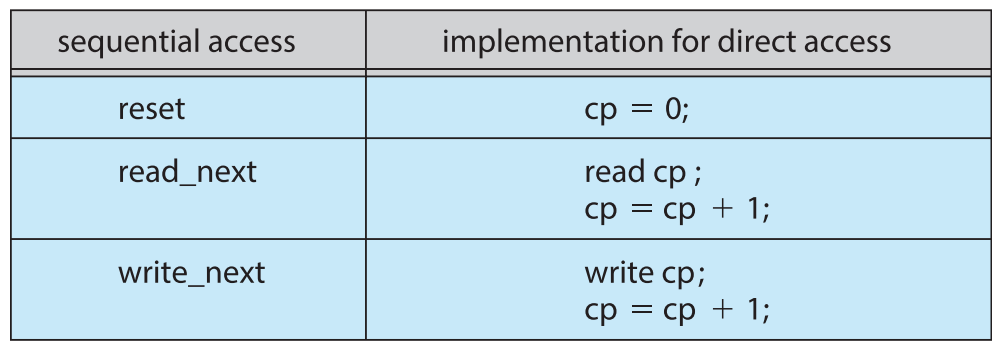 sequential access
implementation for direct access
reset
cp = 0;
read_next
read cp ;
cp = cp + 1;
write_next
write cp;
cp = cp + 1;